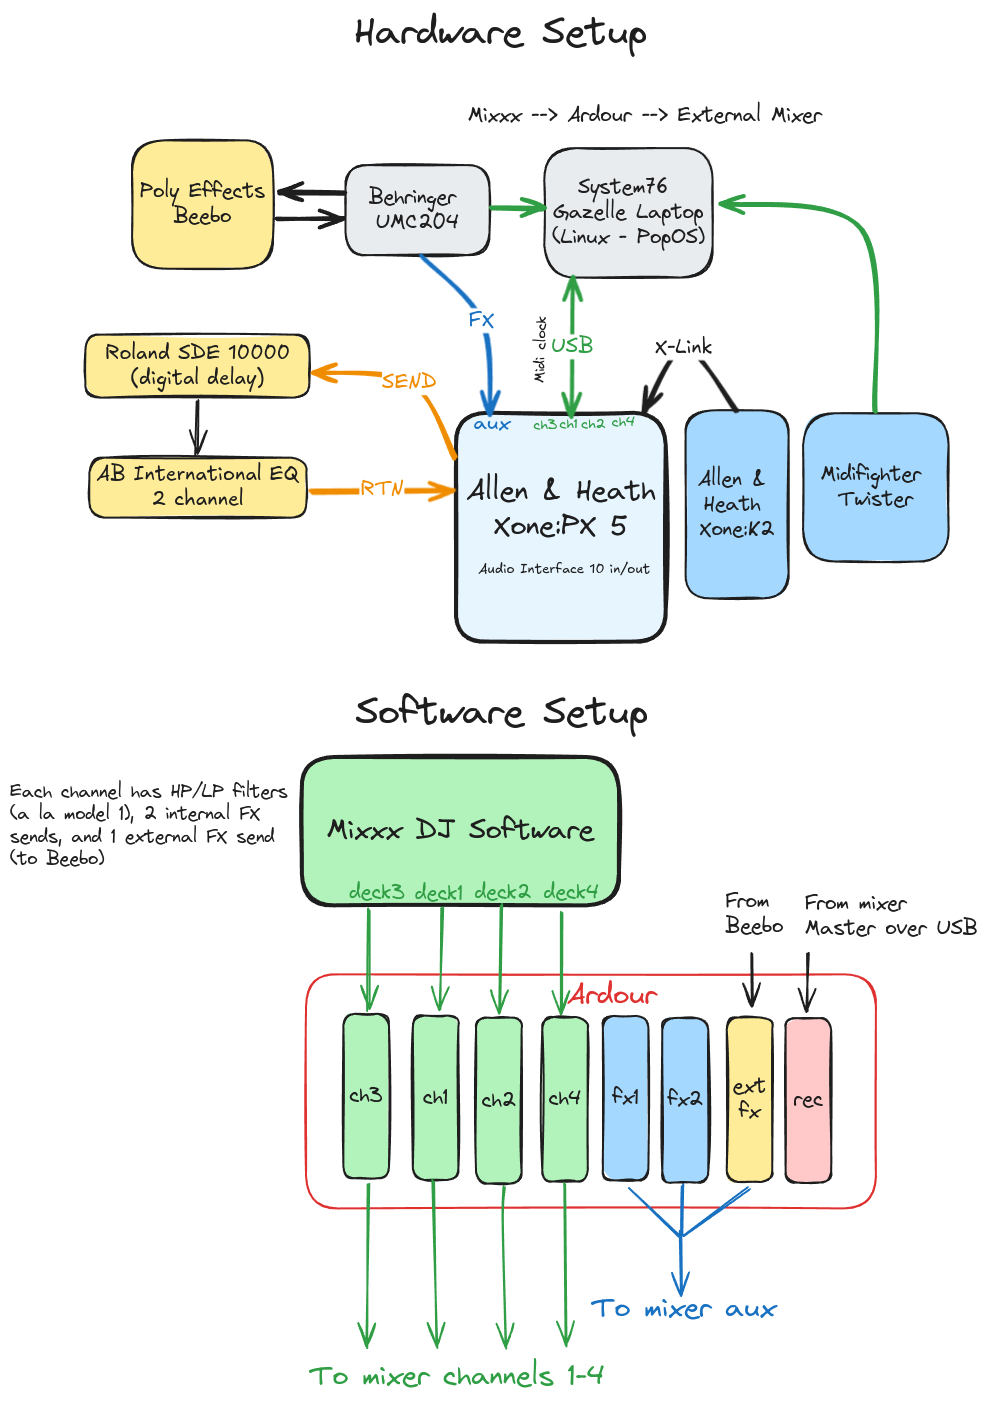 Hardware Setup
Mixxx --> Ardour --> External Mixer
Poly Effects
Beebo
Behringer
UMC204
System76
Gazelle Laptop
(Linux - PopOS)
FX
Midi clock
USB
X-Link
Roland SDE 10000
(digital delay)
SEND
AB International EQ
2 channel
RTN
aux
ch3 ch1 ch2 ch4
Allen & Heath
Xone:PX 5
Audio Interface 10 in/out
Allen &
Heath
Xone:K2
Midifighter
Twister
Software Setup
Each channel has HP/LP filters
(a la model 1), 2 internal FX
sends, and 1 external FX send
(to Beebo)
Mixxx DJ Software
deck3 deck1 deck2 deck4
From
Beebo
From mixer
Master over USB
Ardour
ch3
ch1
ch2
ch4
fx1
fx2
ext
fx
rec
To mixer aux
To mixer channels 1-4